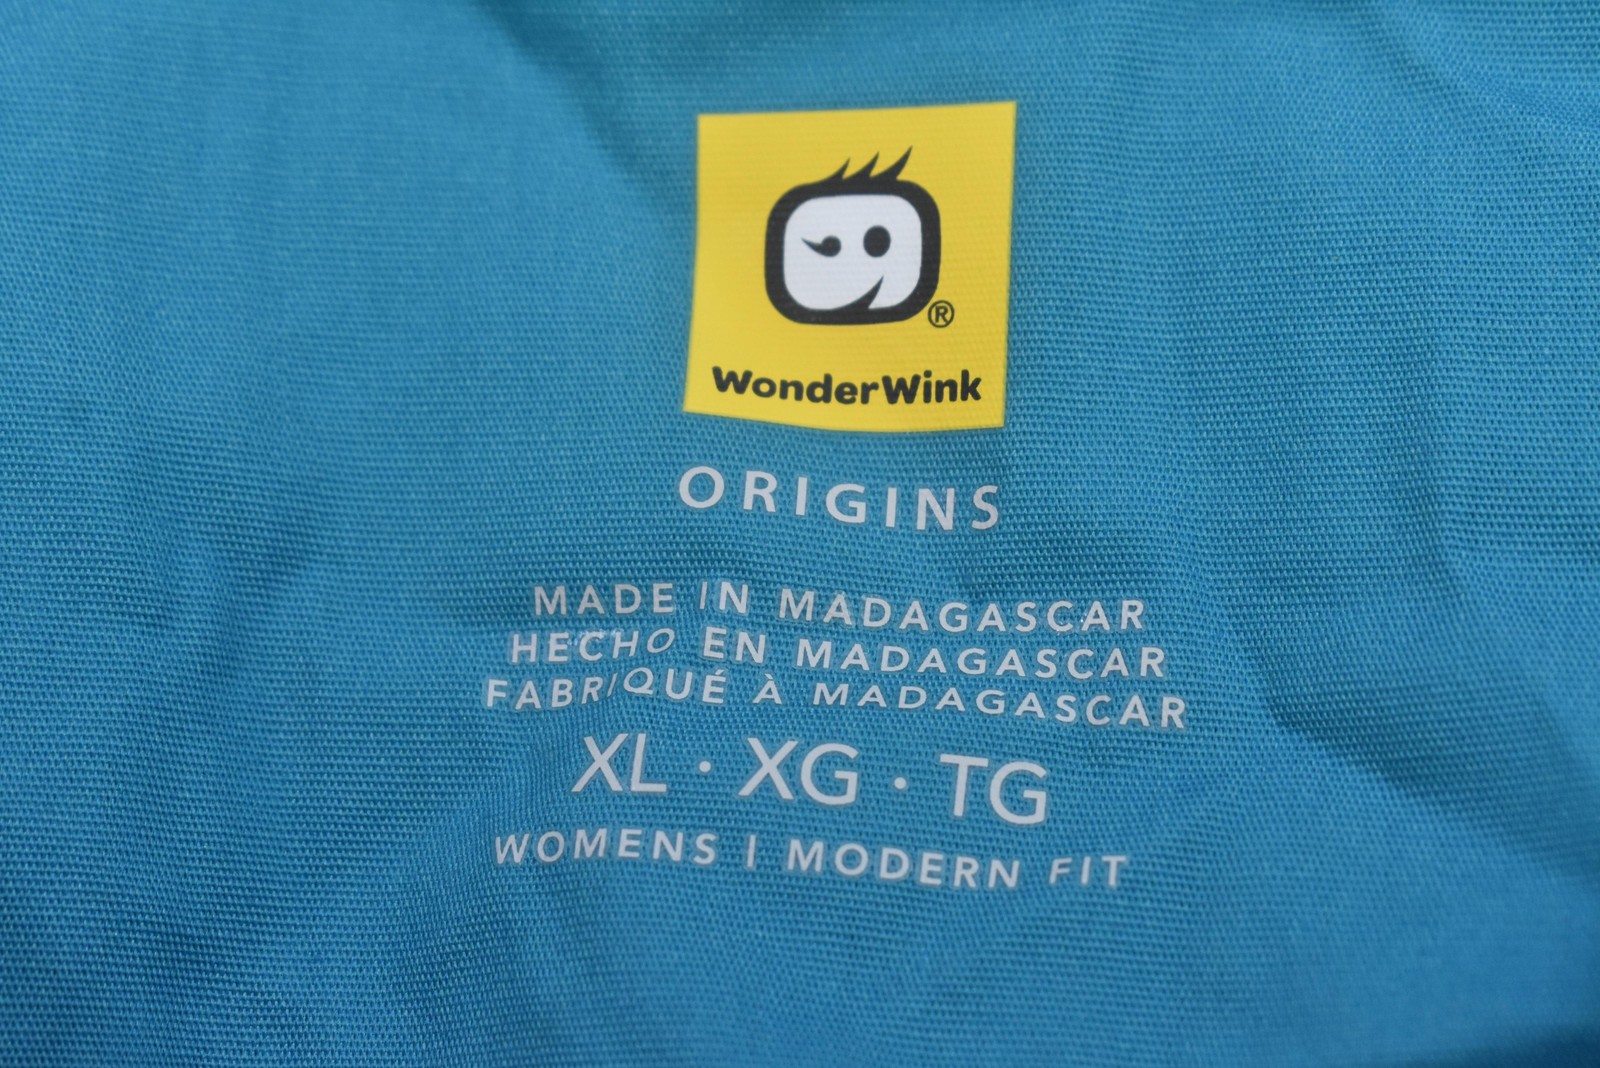 ®
WonderWink
ORIGINS
MADE IN MADAGASCAR
HECHO EN MADAGASCAR
FABRIQUÉ À MADAGASCAR
XL · XG · TG
WOMENS | MODERN FIT